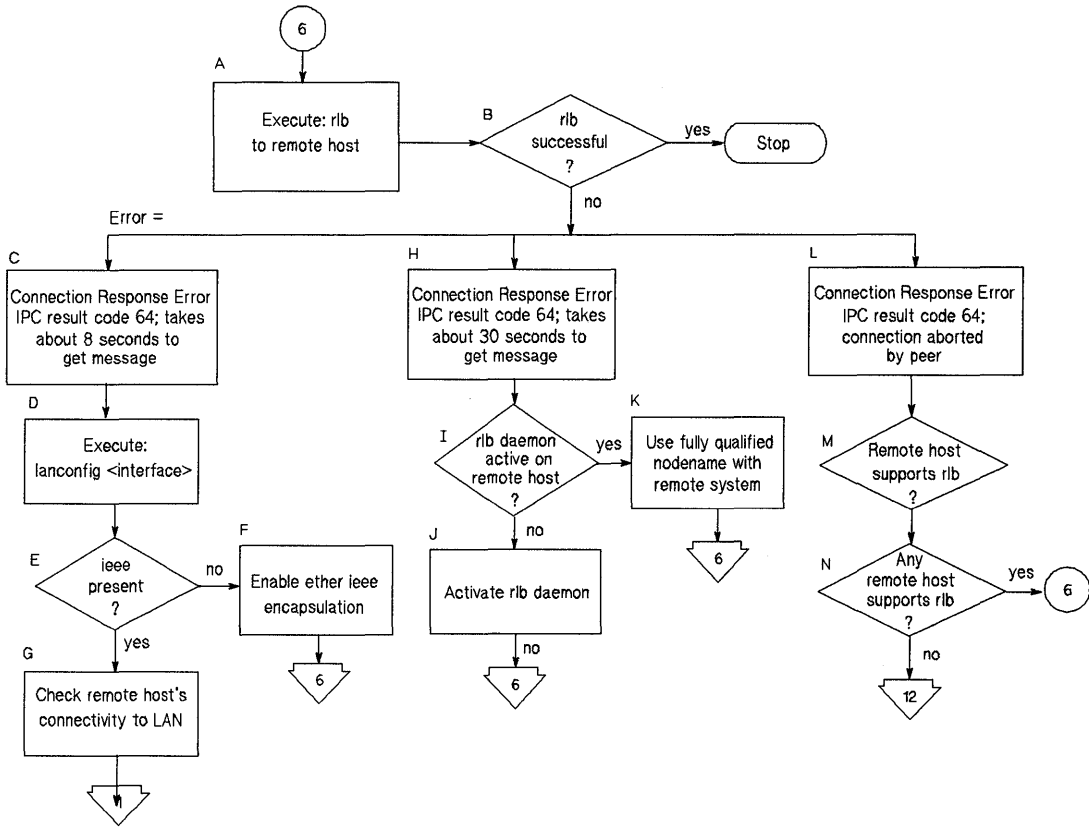 6
A
Execute: rlb
to remote host
B
rlb
successful
?
yes
Stop
no
Error =
C
Connection Response Error
IPC result code 64; takes
about 8 seconds to
get message
D
Execute:
lanconfig <interface>
E
ieee
present
?
no
yes
F
Enable ether ieee
encapsulation
6
G
Check remote host's
connectivity to LAN
1
H
Connection Response Error
IPC result code 64; takes
about 30 seconds to
get message
I
rlb daemon
active on
remote host
?
yes
no
K
Use fully qualified
nodename with
remote system
6
J
Activate rlb daemon
no
6
L
Connection Response Error
IPC result code 64;
connection aborted
by peer
M
Remote host
supports rlb
?
N
Any
remote host
supports rlb
?
yes
6
no
12